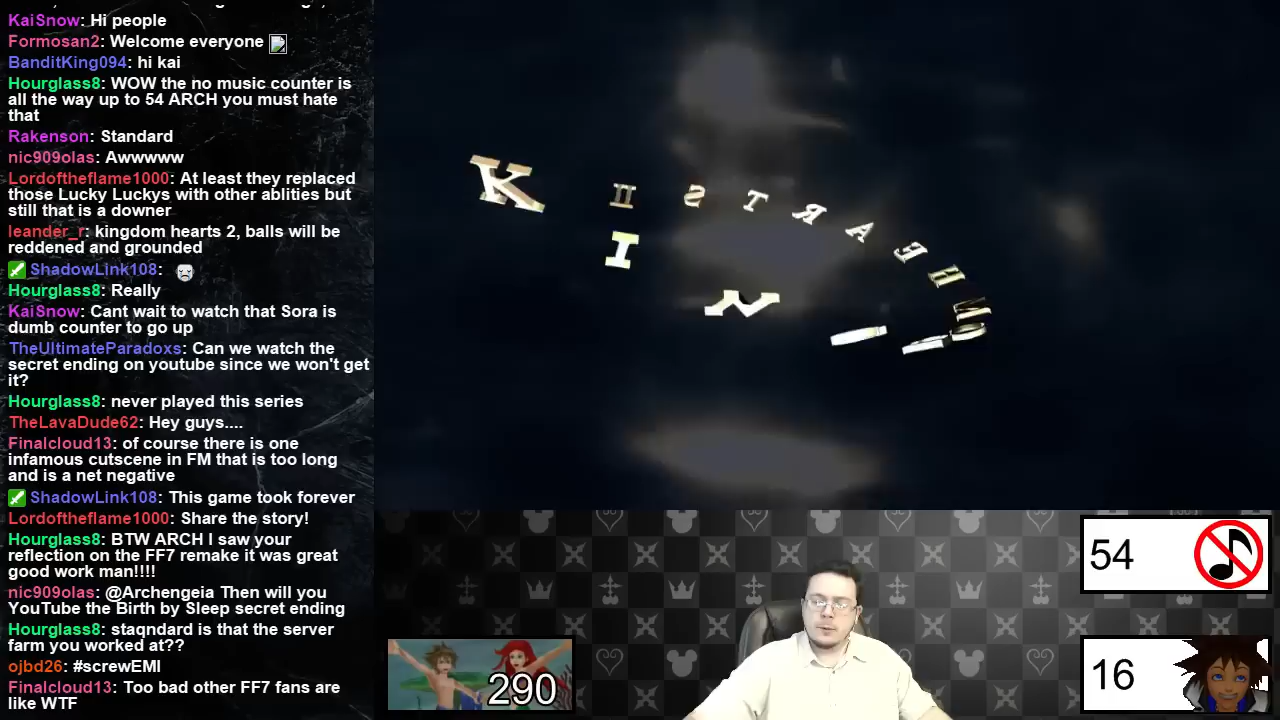 KaiSnow: Hi people
Formosan2: Welcome everyone
BanditKing094: hi kai
Hourglass8: WOW the no music counter is
all the way up to 54 ARCH you must hate
that
Rakenson: Standard
nic909olas: Awwwww
Lordoftheflame1000: At least they replaced
those Lucky Luckys with other ablities but
still that is a downer
leander_r: kingdom hearts 2, balls will be
reddened and grounded
ShadowLink108:
Hourglass8: Really
KaiSnow: Cant wait to watch that Sora is
dumb counter to go up
TheUltimateParadoxs: Can we watch the
secret ending on youtube since we won't get
it?
Hourglass8: never played this series
TheLavaDude62: Hey guys....
Finalcloud13: of course there is one
infamous cutscene in FM that is too long
and is a net negative
ShadowLink108: This game took forever
Lordoftheflame1000: Share the story!
Hourglass8: BTW ARCH I saw your
reflection on the FF7 remake it was great
good work man!!!!
nic909olas: @Archengeia Then will you
YouTube the Birth by Sleep secret ending
Hourglass8: staqndard is that the server
farm you worked at??
ojbd26: #screwEMI
Finalcloud13: Too bad other FF7 fans are
like WTF
K I N
H E A R T S II
54
290
16